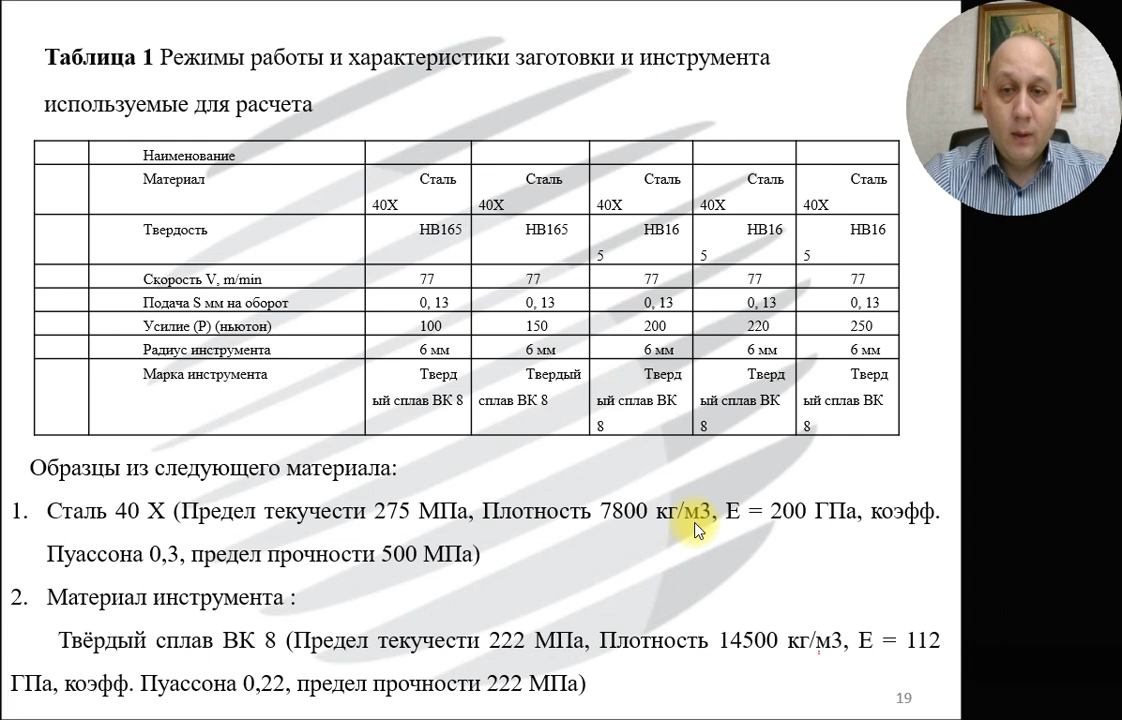 Таблица 1 Режимы работы и характеристики заготовки и инструмента
используемые для расчета
Наименование
Материал Сталь 40Х Сталь 40Х Сталь 40Х Сталь 40Х Сталь 40Х
Твердость НВ165 НВ165 НВ16 5 НВ16 5 НВ16 5
Скорость V, m/min 77 77 77 77 77
Подача S мм на оборот 0, 13 0, 13 0, 13 0, 13 0, 13
Усилие (Р) (ньютон) 100 150 200 220 250
Радиус инструмента 6 мм 6 мм 6 мм 6 мм 6 мм
Марка инструмента Тверд ый сплав ВК 8 Твердый сплав ВК 8 Тверд ый сплав ВК 8 Тверд ый сплав ВК 8 Тверд ый сплав ВК 8
Образцы из следующего материала:
1. Сталь 40 Х (Предел текучести 275 МПа, Плотность 7800 кг/м3, Е = 200 ГПа, коэфф.
Пуассона 0,3, предел прочности 500 МПа)
2. Материал инструмента :
Твёрдый сплав ВК 8 (Предел текучести 222 МПа, Плотность 14500 кг/м3, Е = 112
ГПа, коэфф. Пуассона 0,22, предел прочности 222 МПа)
19